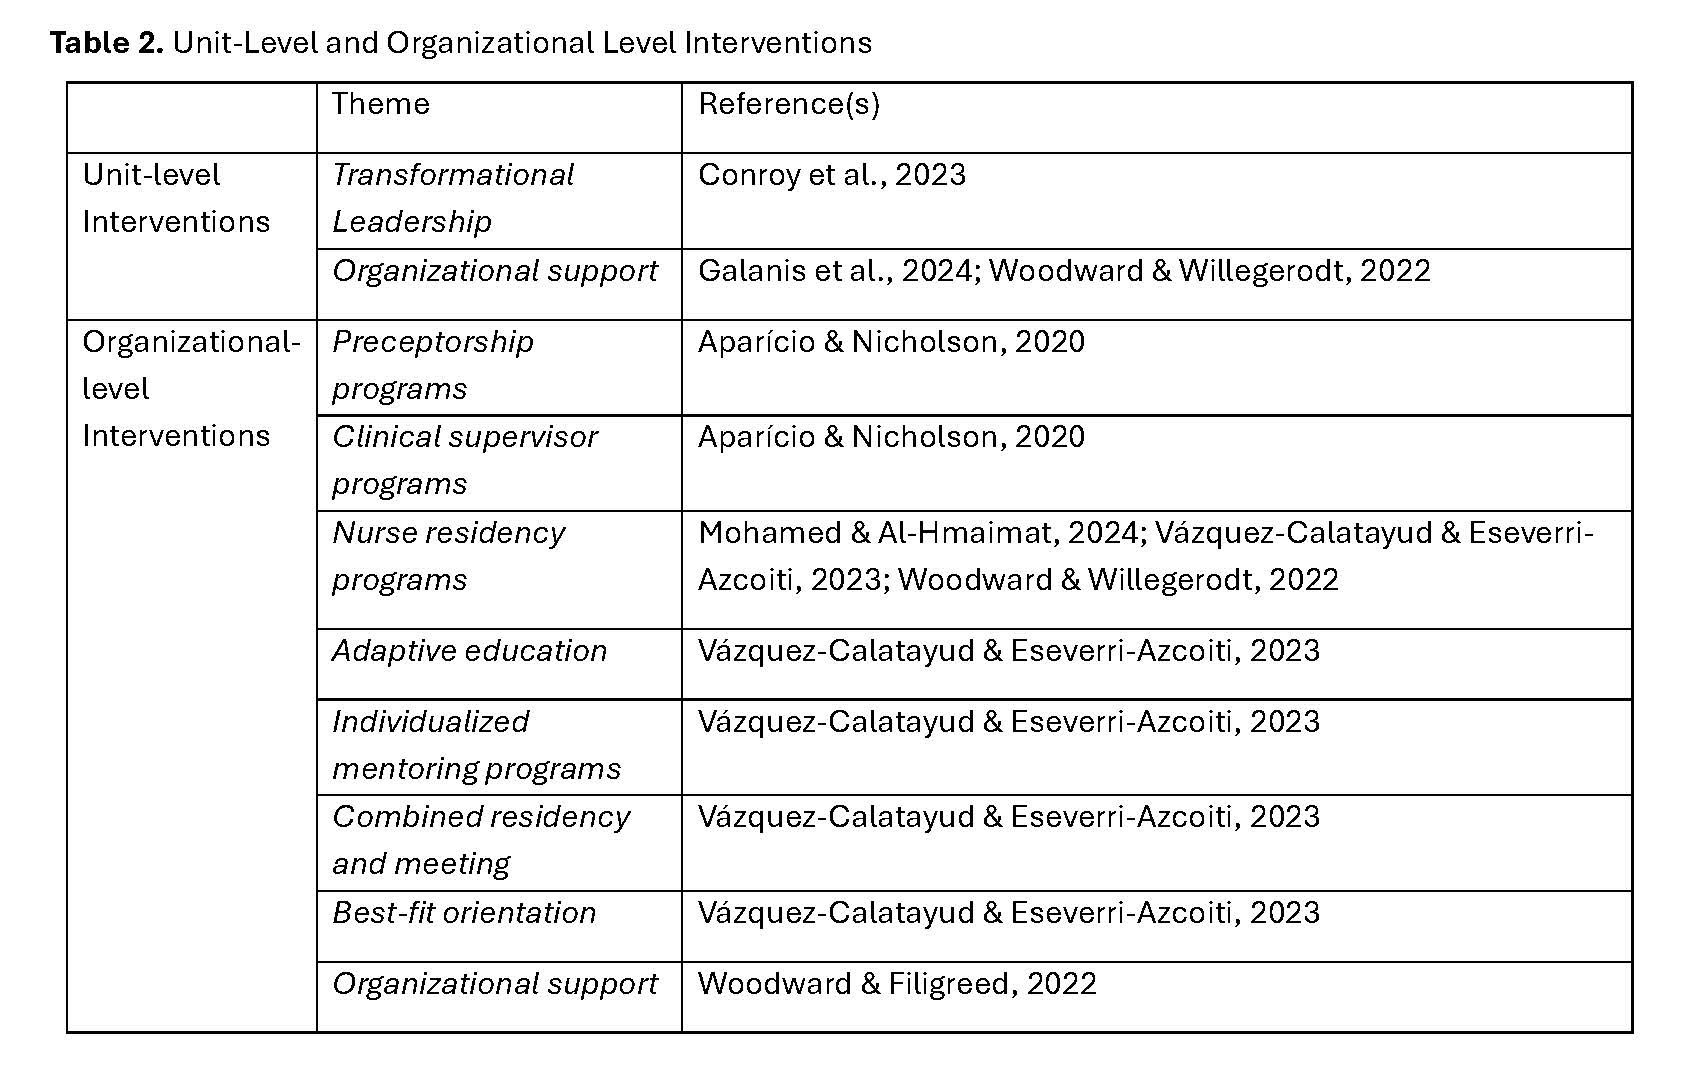 Table 2. Unit-Level and Organizational Level Interventions
Theme
Reference(s)
Unit-level
Interventions
Transformational
Leadership
Conroy et al., 2023
Organizational support
Galanis et al., 2024; Woodward & Willegerodt, 2022
Organizational-
level
Interventions
Preceptorship
programs
Aparício & Nicholson, 2020
Clinical supervisor
programs
Aparício & Nicholson, 2020
Nurse residency
programs
Mohamed & Al-Hmaimat, 2024; Vázquez-Calatayud & Eseverri-
Azcoiti, 2023; Woodward & Willegerodt, 2022
Adaptive education
Vázquez-Calatayud & Eseverri-Azcoiti, 2023
Individualized
mentoring programs
Vázquez-Calatayud & Eseverri-Azcoiti, 2023
Combined residency
and meeting
Vázquez-Calatayud & Eseverri-Azcoiti, 2023
Best-fit orientation
Vázquez-Calatayud & Eseverri-Azcoiti, 2023
Organizational support
Woodward & Filigreed, 2022